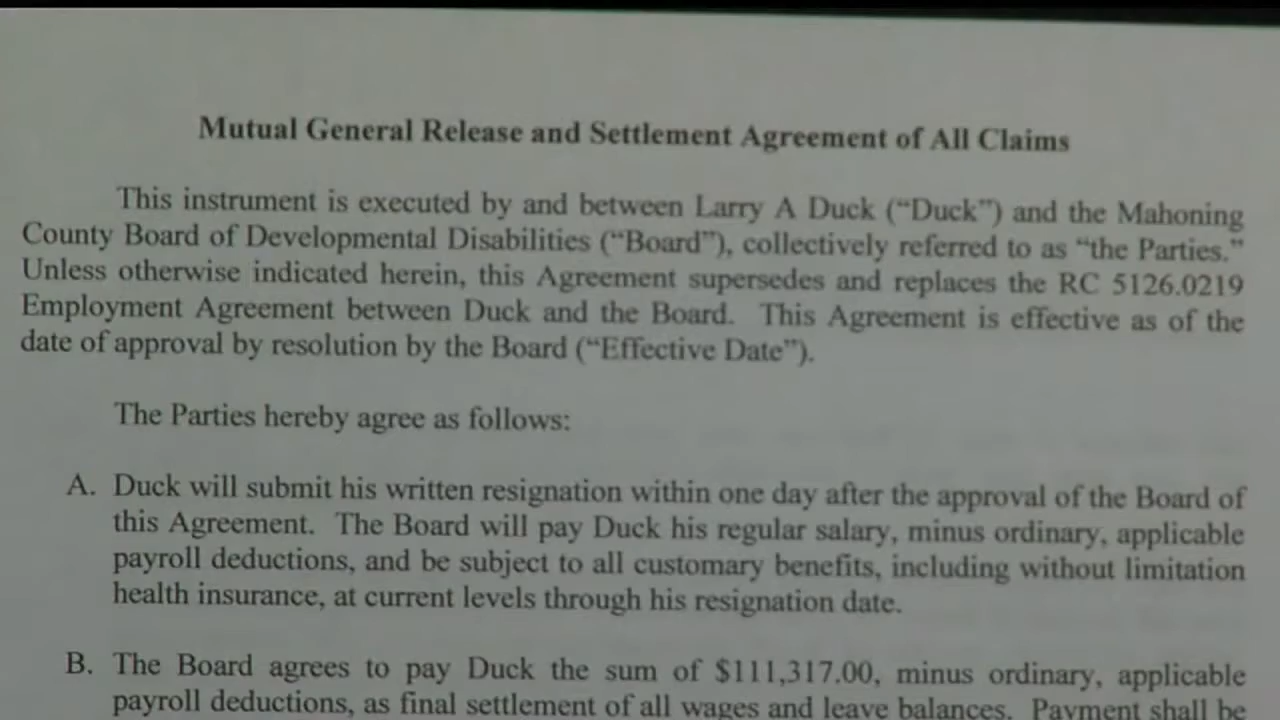 Mutual General Release and Settlement Agreement of All Claims
This instrument is executed by and between Larry A Duck (“Duck”) and the Mahoning
County Board of Developmental Disabilities (“Board”), collectively referred to as “the Parties.”
Unless otherwise indicated herein, this Agreement supersedes and replaces the RC 5126.0219
Employment Agreement between Duck and the Board. This Agreement is effective as of the
date of approval by resolution by the Board (“Effective Date”).
The Parties hereby agree as follows:
A. Duck will submit his written resignation within one day after the approval of the Board of
this Agreement. The Board will pay Duck his regular salary, minus ordinary, applicable
payroll deductions, and be subject to all customary benefits, including without limitation
health insurance, at current levels through his resignation date.
B. The Board agrees to pay Duck the sum of $111,317.00, minus ordinary, applicable
payroll deductions, as final settlement of all wages and leave balances. Payment shall be